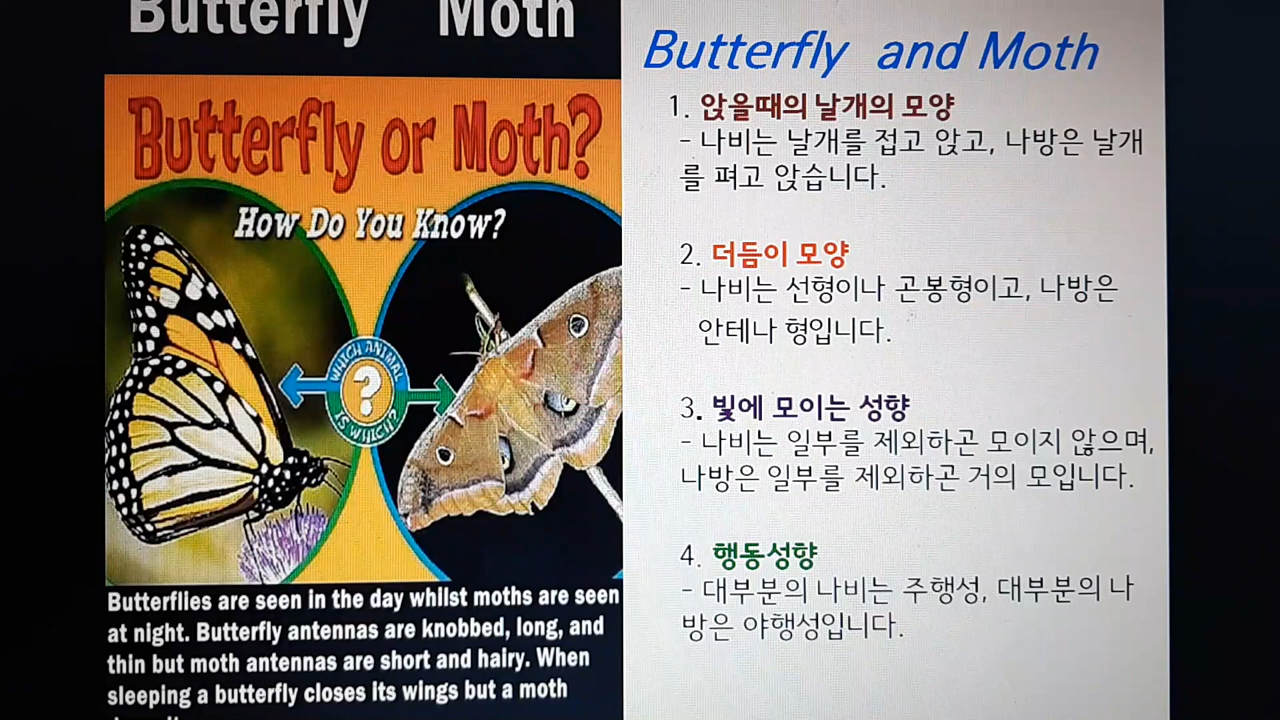 Butterfly Moth
Butterfly or Moth?
How Do You Know?
WHICH ANIMAL
?
IS WHICH?
Butterflies are seen in the day whilst moths are seen
at night. Butterfly antennas are knobbed, long, and
thin but moth antennas are short and hairy. When
sleeping a butterfly closes its wings but a moth
Butterfly and Moth
1. 앉을때의 날개의 모양
- 나비는 날개를 접고 앉고, 나방은 날개
를 펴고 앉습니다.
2. 더듬이 모양
- 나비는 선형이나 곤봉형이고, 나방은
안테나 형입니다.
3. 빛에 모이는 성향
- 나비는 일부를 제외하곤 모이지 않으며,
나방은 일부를 제외하곤 거의 모입니다.
4. 행동성향
- 대부분의 나비는 주행성, 대부분의 나
방은 야행성입니다.